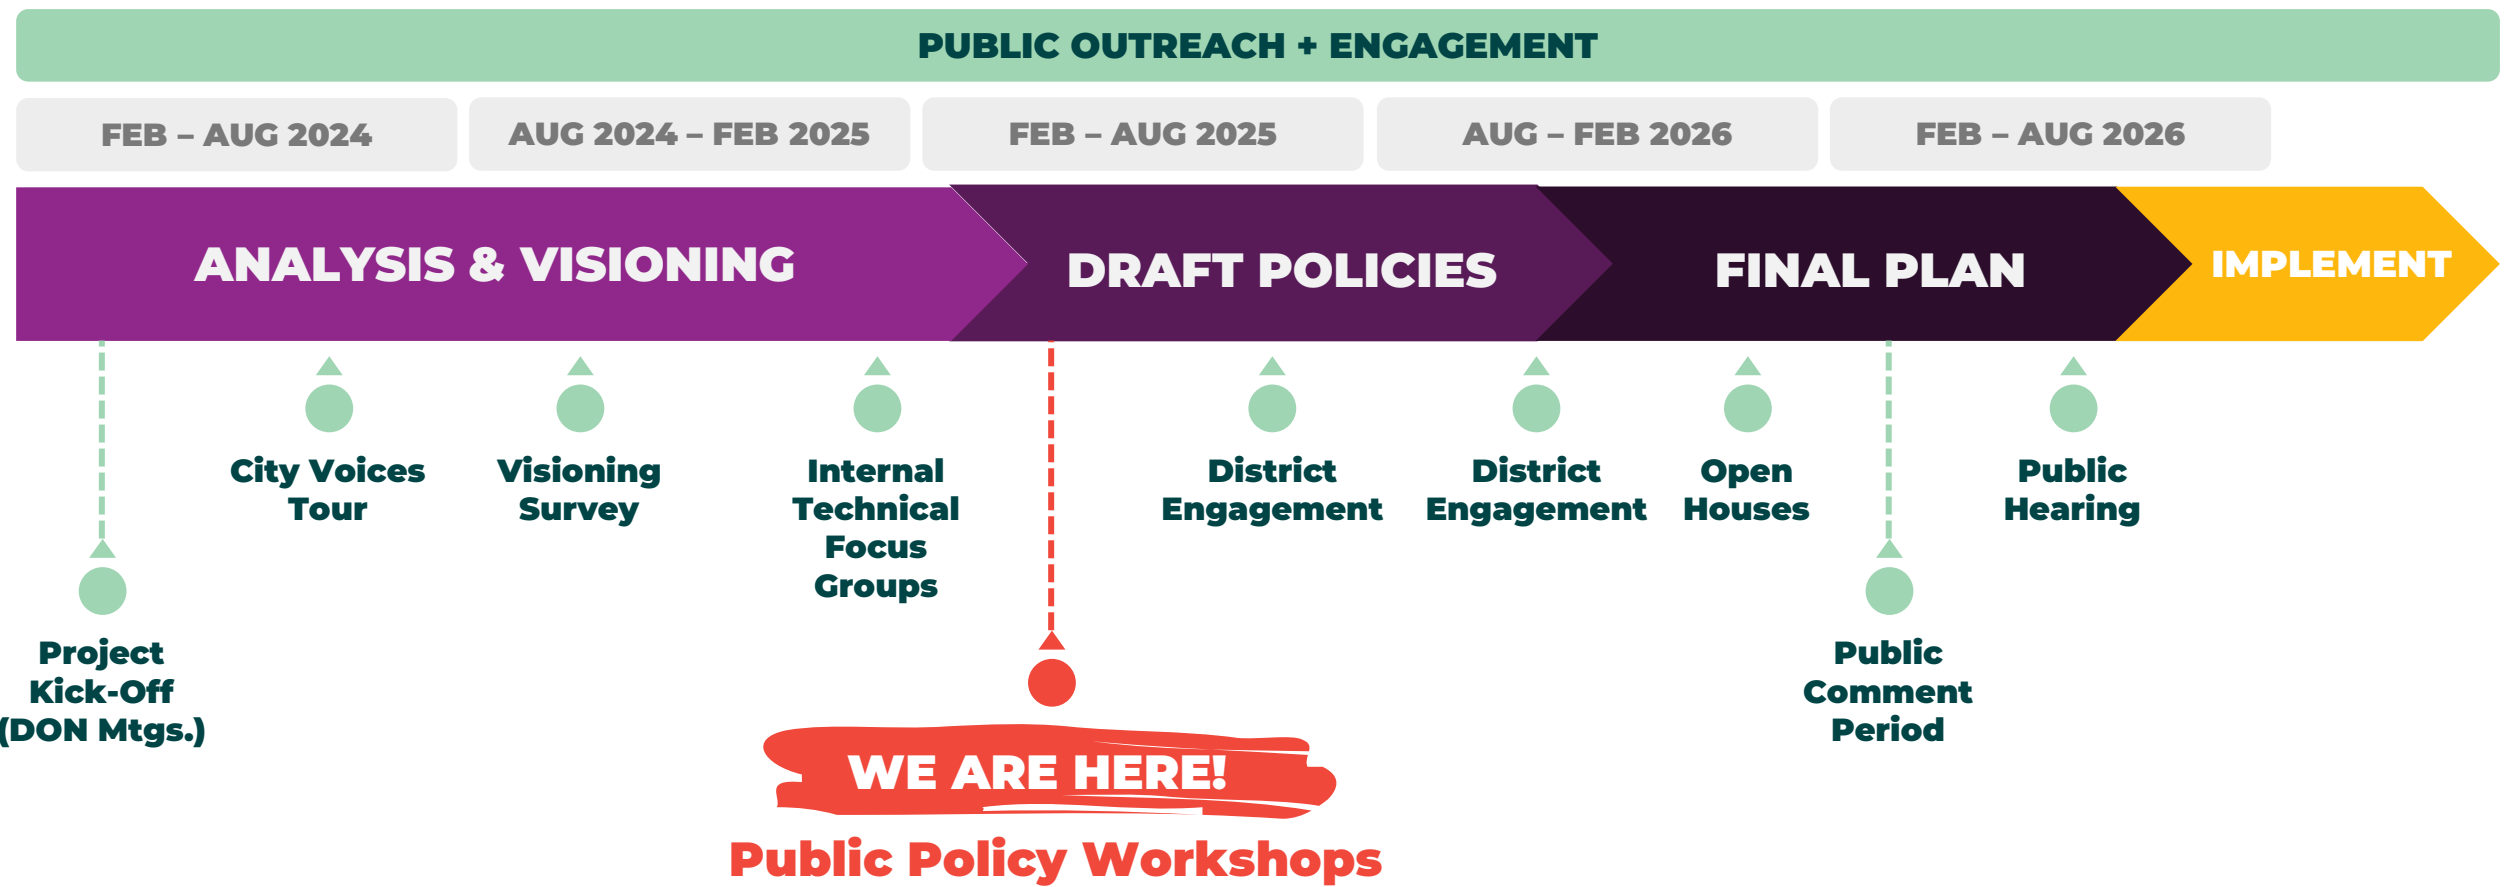 PUBLIC OUTREACH + ENGAGEMENT
FEB – AUG 2024
AUG 2024 – FEB 2025
FEB – AUG 2025
AUG – FEB 2026
FEB – AUG 2026
ANALYSIS & VISIONING
DRAFT POLICIES
FINAL PLAN
IMPLEMENT
City Voices
Tour
Visioning
Survey
Internal
Technical
Focus
Groups
District
Engagement
District
Engagement
Open
Houses
Public
Hearing
Project
Kick-Off
(DON Mtgs.)
Public
Comment
Period
WE ARE HERE!
Public Policy Workshops